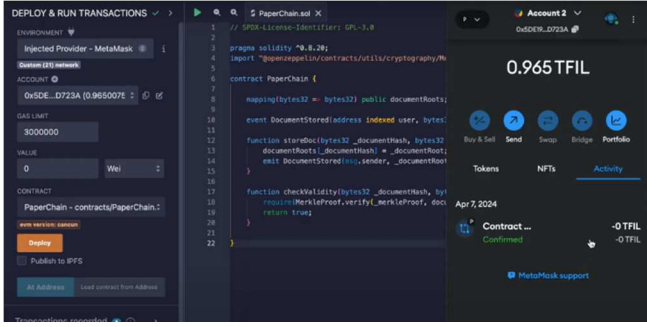 DEPLOY & RUN TRANSACTIONS
ENVIRONMENT
Injected Provider - MetaMask
Custom (31) network
ACCOUNT
0x5DE...D723A (0.9650075
GAS LIMIT
3000000
VALUE
0
Wei
CONTRACT
PaperChain - contracts/PaperChain.
evm version: cancun
Deploy
Publish to IPFS
At Address
Load contract from Address
Transactions recorded
PaperChain.sol
1 // SPDX-License-Identifier: GPL-3.0
2
3 pragma solidity ^0.8.20;
4 import "@openzeppelin/contracts/utils/cryptography/Me
5
6 contract PaperChain {
7
8 mapping(bytes32 => bytes32) public documentRoots;
9
10 event DocumentStored(address indexed user, bytes3
11
12 function storeDoc(bytes32 _documentHash, bytes32
13 documentRoots[_documentHash] = _documentRoot;
14 emit DocumentStored(msg.sender, _documentRoot
15 }
16
17 function checkValidity(bytes32 _documentHash, byt
18 require(MerkleProof.verify(_merkleProof, docu
19 return true;
20 }
21
22 }
P
Account 2
0x5DE19...D723A
0.965 TFIL
Buy & Sell
Send
Swap
Bridge
Portfolio
Tokens
NFTs
Activity
Apr 7, 2024
P
Contract ...
-0 TFIL
Confirmed
-0 TFIL
MetaMask support